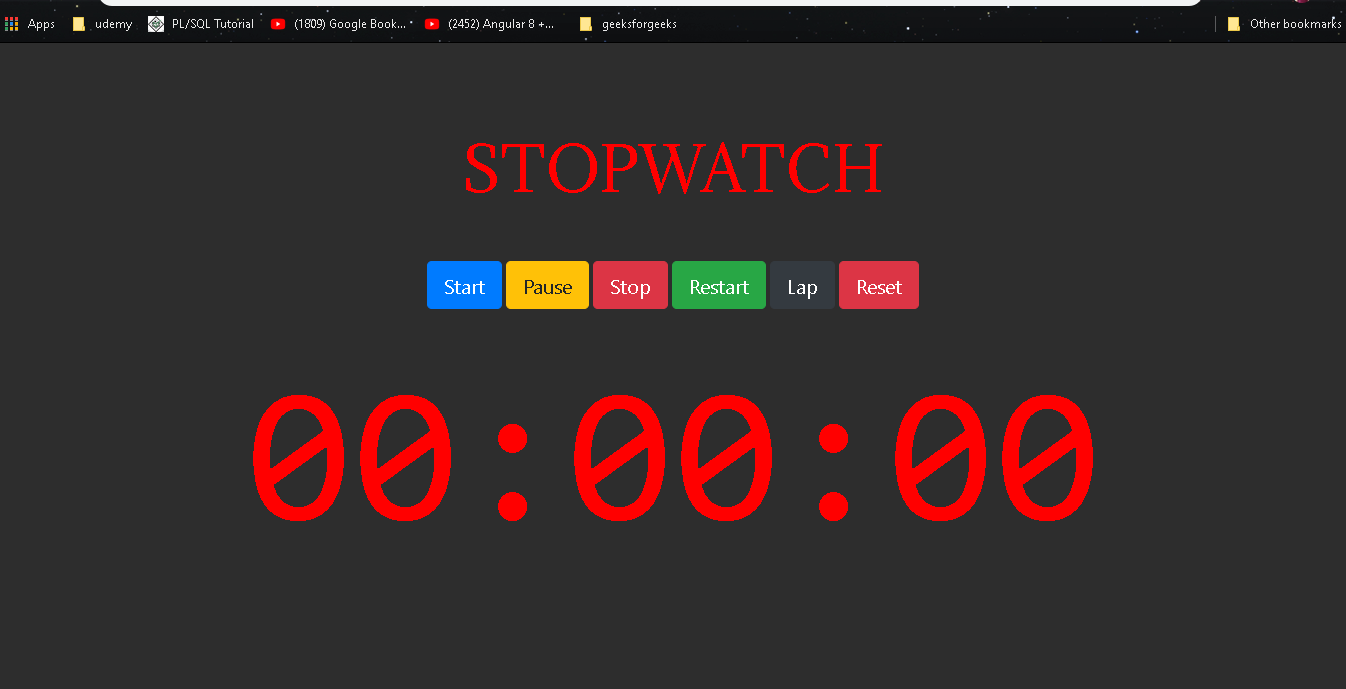 Apps udemy PL/SQL Tutorial (1809) Google Book... (2452) Angular 8 +... geeksforgeeks Other bookmarks
STOPWATCH
Start Pause Stop Restart Lap Reset
00:00:00